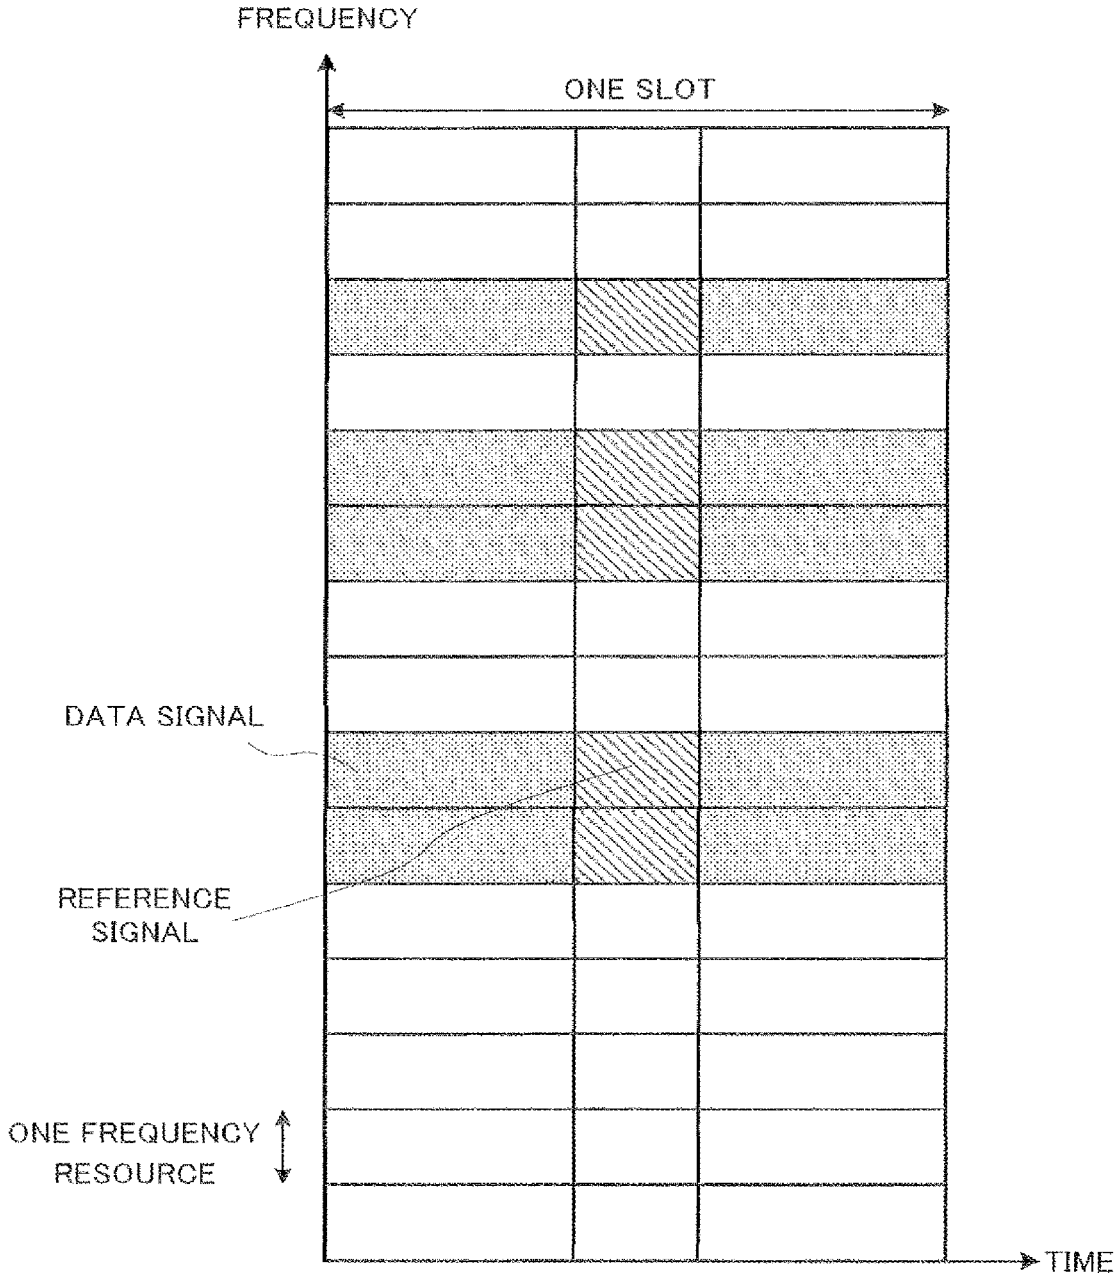 FREQUENCY
ONE SLOT
DATA SIGNAL
REFERENCE
SIGNAL
ONE FREQUENCY
RESOURCE
TIME